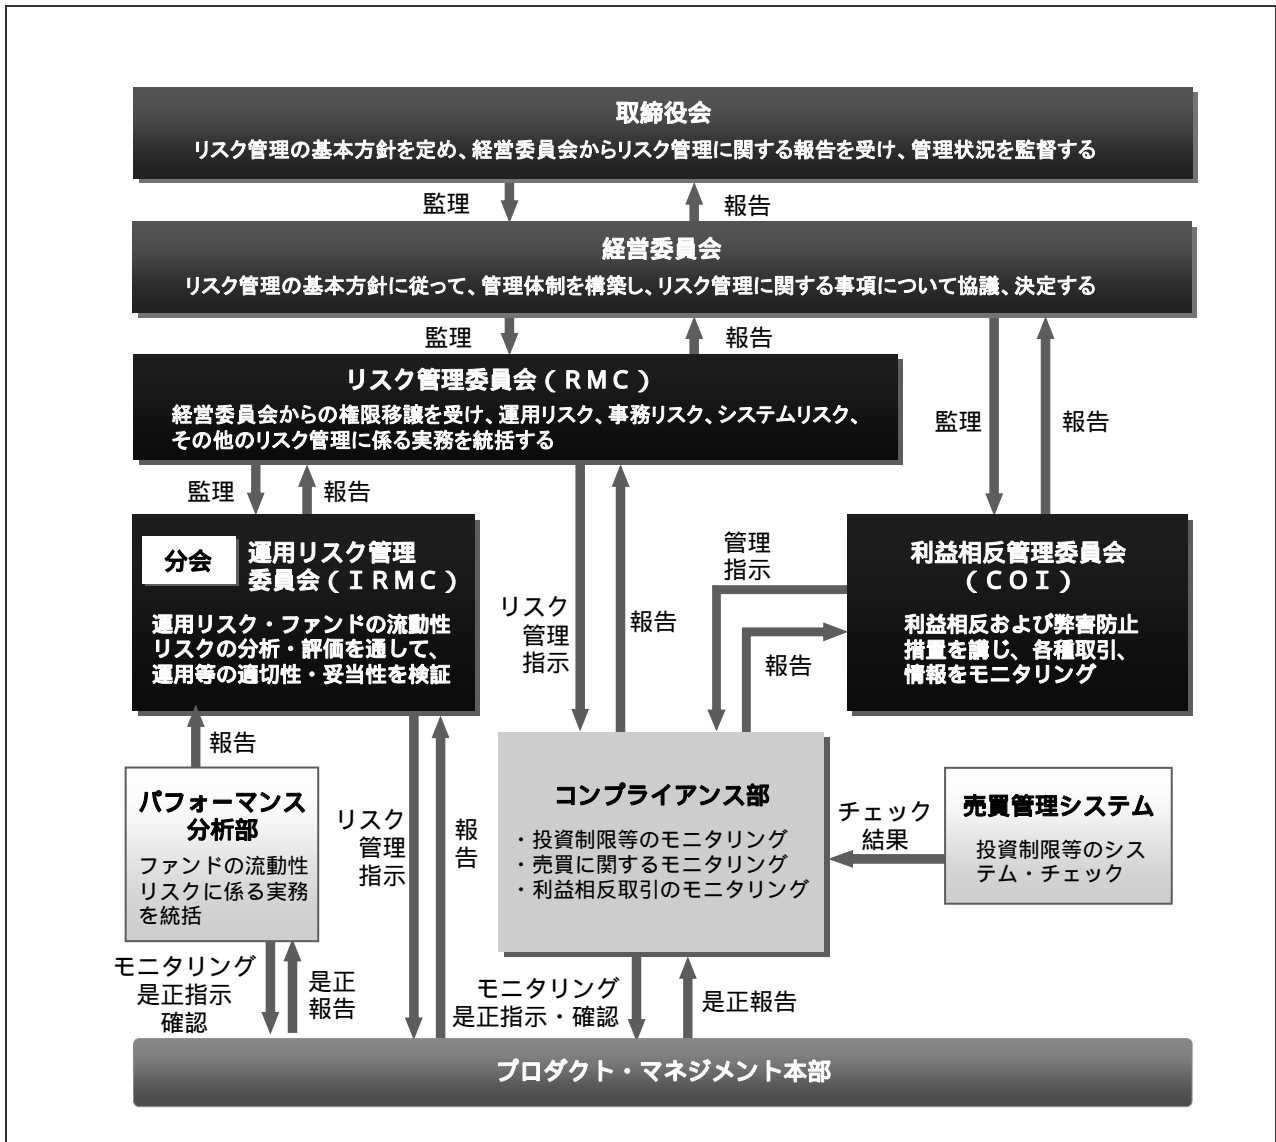 取締役会
リスク管理の基本方針を定め、経営委員会からリスク管理に関する報告を受け、管理状況を監督する
監理
報告
経営委員会
リスク管理の基本方針に従って、管理体制を構築し、リスク管理に関する事項について協議、決定する
監理
報告
リスク管理委員会(RMC)
経営委員会からの権限移譲を受け、運用リスク、事務リスク、システムリスク、
その他のリスク管理に係る実務を統括する
監理
報告
監理
報告
分会
運用リスク管理
委員会(IRMC)
運用リスク・ファンドの流動性
リスクの分析・評価を通して、
運用等の適切性・妥当性を検証
リスク
管理
指示
報告
管理
指示
報告
利益相反管理委員会
(COI)
利益相反および弊害防止
措置を講じ、各種取引、
情報をモニタリング
報告
パフォーマンス
分析部
ファンドの流動性
リスクに係る実務
を統括
リスク
管理
指示
報
告
コンプライアンス部
・投資制限等のモニタリング
・売買に関するモニタリング
・利益相反取引のモニタリング
チェック
結果
売買管理システム
投資制限等のシス
テム・チェック
モニタリング
是正指示
確認
是正
報告
モニタリング
是正指示・確認
是正報告
プロダクト・マネジメント本部